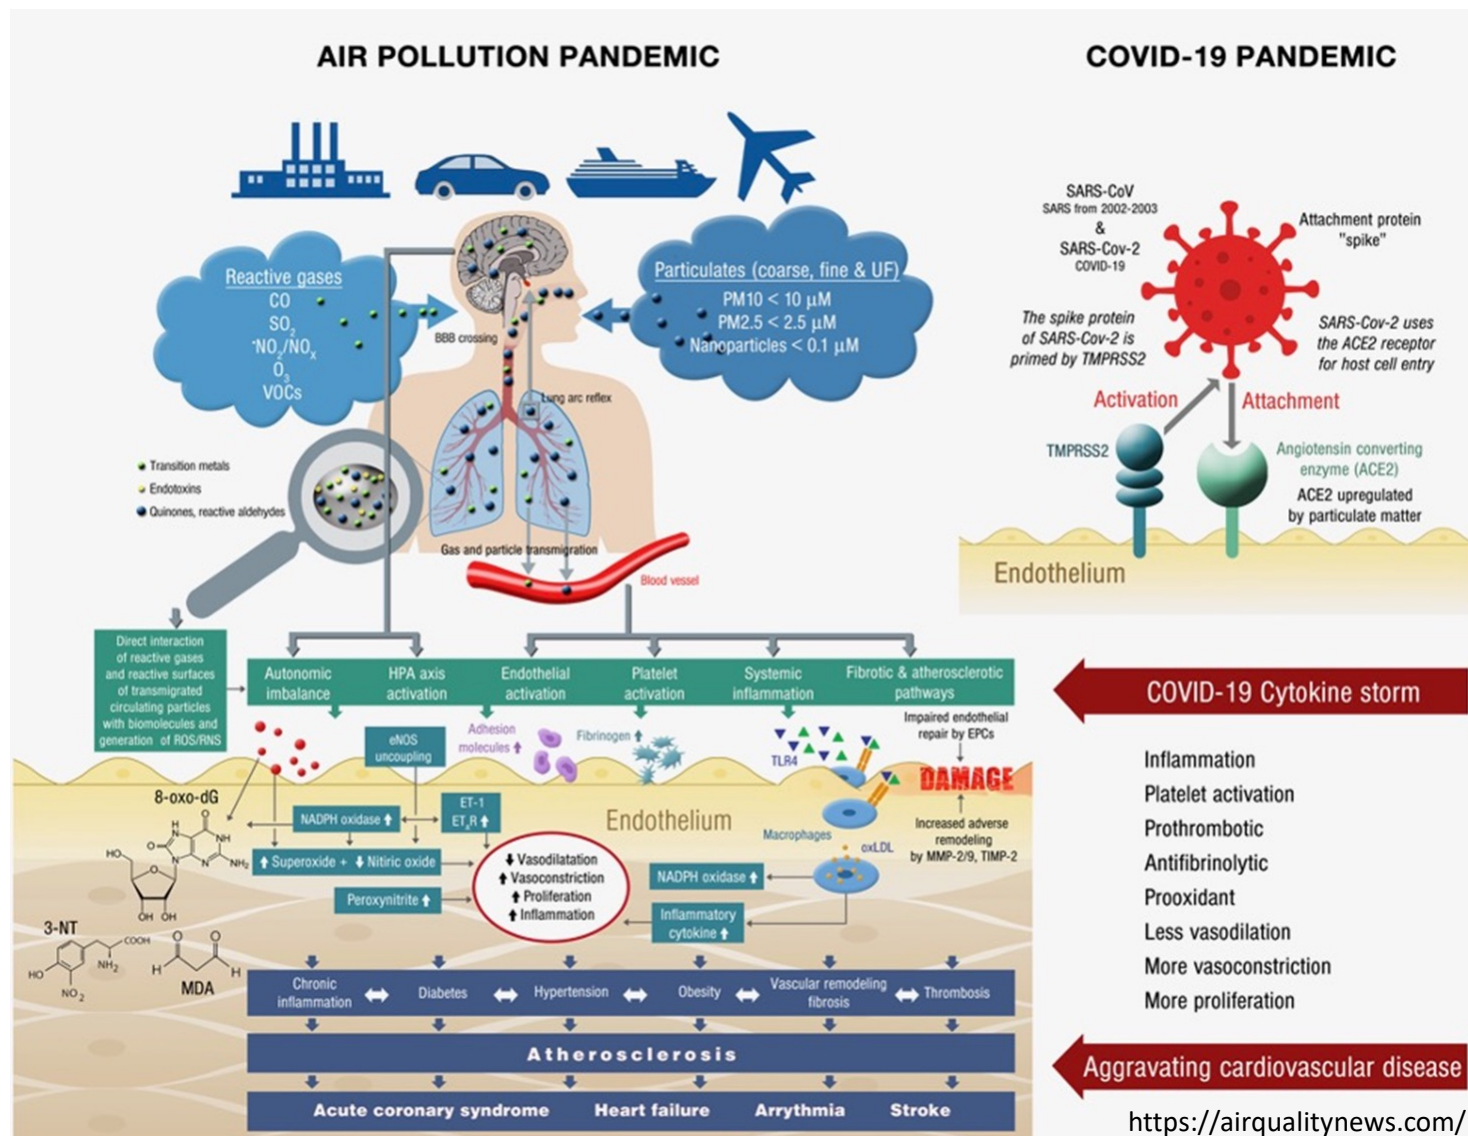 AIR POLLUTION PANDEMIC
COVID-19 PANDEMIC
Reactive gases
CO
SO2
-NO2/NOx
O3
VOCs
Particulates (coarse, fine & UF)
PM10 < 10 μM
PM2.5 < 2.5 μM
Nanoparticles < 0.1 μM
BBB crossing
Lung arc reflex
Transition metals
Endotoxins
Quinones, reactive aldehydes
Gas and particle transmigration
Blood vessel
SARS-CoV
SARS from 2002-2003
&
SARS-Cov-2
COVID-19
Attachment protein
"spike"
The spike protein
of SARS-Cov-2 is
primed by TMPRSS2
SARS-Cov-2 uses
the ACE2 receptor
for host cell entry
Activation
Attachment
TMPRSS2
Angiotensin converting
enzyme (ACE2)
ACE2 upregulated
by particulate matter
Endothelium
Direct interaction
of reactive gases
and reactive surfaces
of transmigrated
circulating particles
with biomolecules and
generation of ROS/RNS
Autonomic
imbalance
HPA axis
activation
Endothelial
activation
Platelet
activation
Systemic
inflammation
Fibrotic & atherosclerotic
pathways
eNOS
uncoupling
Adhesion
molecules
Fibrinogen
TLR4
Impaired endothelial
repair by EPCs
DAMAGE
Increased adverse
remodeling
by MMP-2/9, TIMP-2
8-oxo-dG
O
H
N
NH
O
N
N
NH2
HO
O
OH
OH
NADPH oxidase
ET-1
ETAR
Endothelium
Superoxide + Nitiric oxide
Peroxynitrite
Vasodilatation
Vasoconstriction
Proliferation
Inflammation
Macrophages
oxLDL
NADPH oxidase
Inflammatory
cytokine
3-NT
COOH
NH2
HO
NO2
O
O
H
H
MDA
Chronic
inflammation
Diabetes
Hypertension
Obesity
Vascular remodeling
fibrosis
Thrombosis
Atherosclerosis
Acute coronary syndrome
Heart failure
Arrythmia
Stroke
COVID-19 Cytokine storm
Inflammation
Platelet activation
Prothrombotic
Antifibrinolytic
Prooxidant
Less vasodilation
More vasoconstriction
More proliferation
Aggravating cardiovascular disease
https://airqualitynews.com/